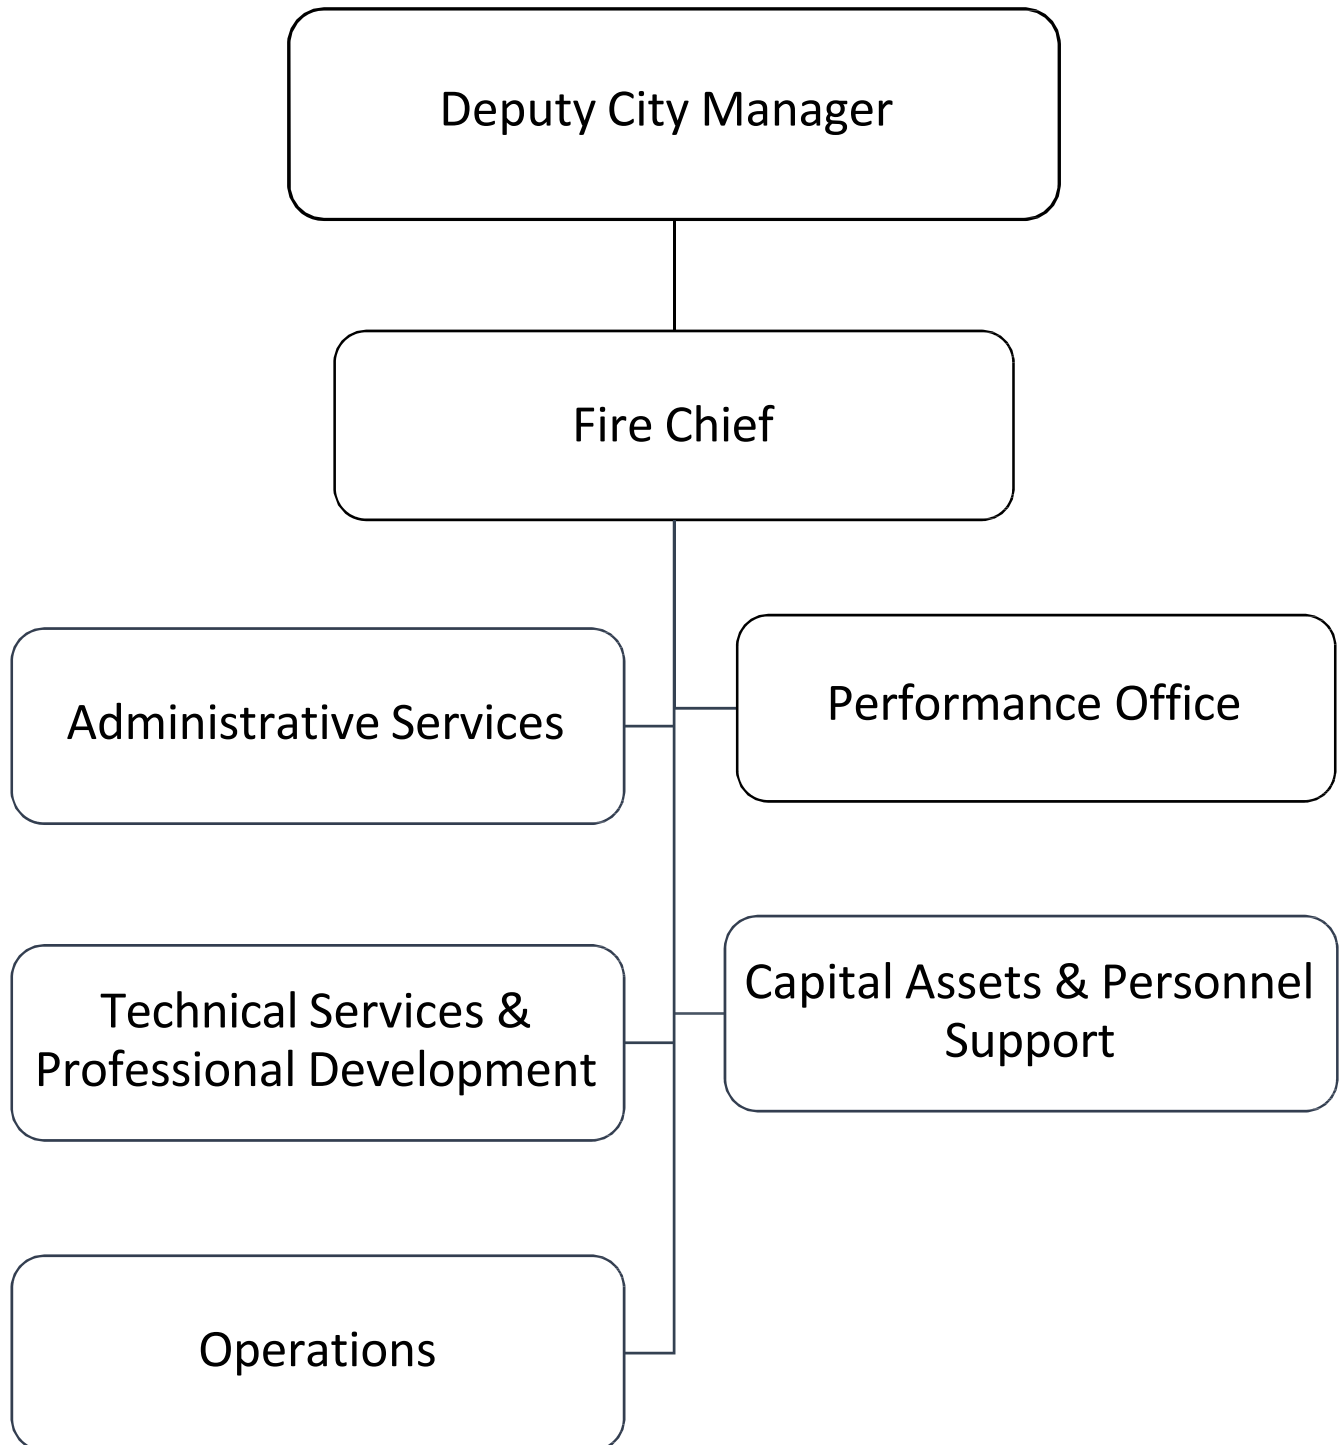 Deputy City Manager
Fire Chief
Administrative Services
Performance Office
Technical Services &
Professional Development
Capital Assets & Personnel
Support
Operations